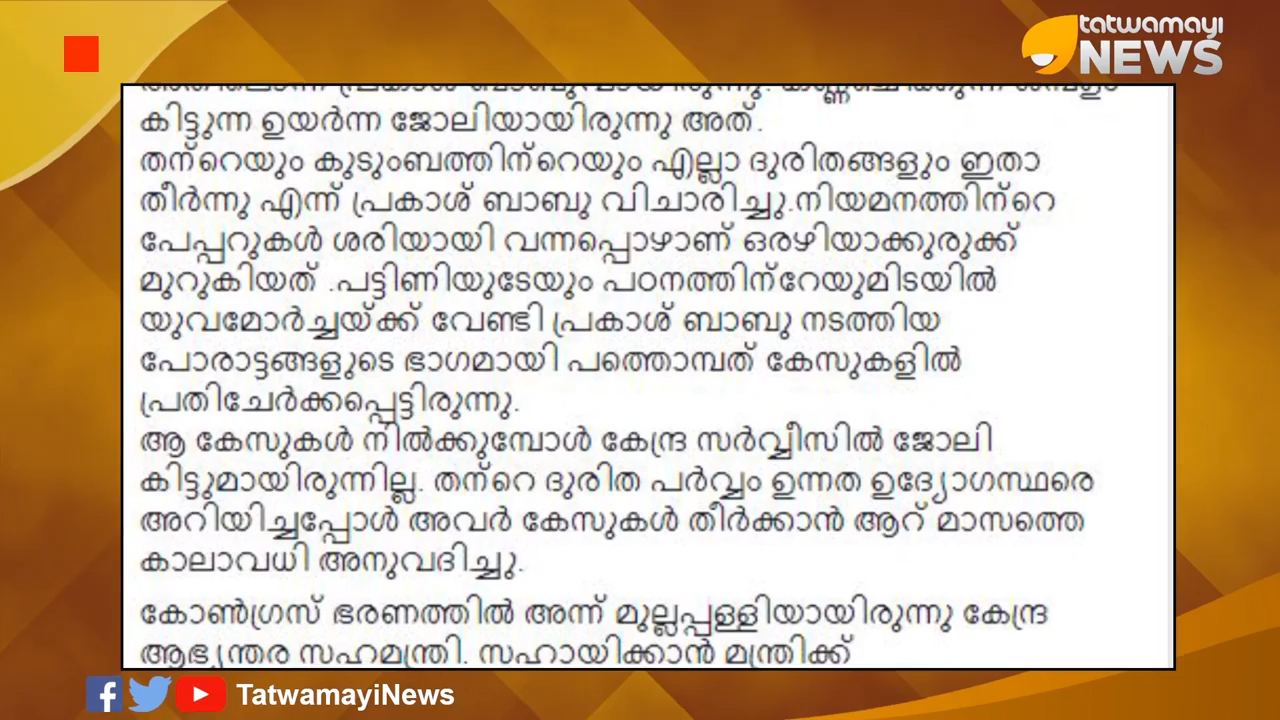 tatwamayi
NEWS
കിട്ടുന്ന ഉയർന്ന ജോലിയായിരുന്നു അത്.
തന്റെയും കുടുംബത്തിന്റെയും എല്ലാ ദുരിതങ്ങളും ഇതാ
തീർന്നു എന്ന് പ്രകാശ് ബാബു വിചാരിച്ചു.നിയമനത്തിന്റെ
പേപ്പറുകൾ ശരിയായി വന്നപ്പൊഴാണ് ഒരഴിയാക്കുരുക്ക്
മുറുകിയത് .പട്ടിണിയുടേയും പഠനത്തിന്റേയുമിടയിൽ
യുവമോർച്ചയ്ക്ക് വേണ്ടി പ്രകാശ് ബാബു നടത്തിയ
പോരാട്ടങ്ങളുടെ ഭാഗമായി പത്തൊമ്പത് കേസുകളിൽ
പ്രതിചേർക്കപ്പെട്ടിരുന്നു.
ആ കേസുകൾ നിൽക്കുമ്പോൾ കേന്ദ്ര സർവ്വീസിൽ ജോലി
കിട്ടുമായിരുന്നില്ല. തന്റെ ദുരിത പർവ്വം ഉന്നത ഉദ്യോഗസ്ഥരെ
അറിയിച്ചപ്പോൾ അവർ കേസുകൾ തീർക്കാൻ ആറ് മാസത്തെ
കാലാവധി അനുവദിച്ചു.
കോൺഗ്രസ് ഭരണത്തിൽ അന്ന് മുല്ലപ്പള്ളിയായിരുന്നു കേന്ദ്ര
ആഭ്യന്തര സഹമന്ത്രി. സഹായിക്കാൻ മന്ത്രിക്ക്
TatwamayiNews